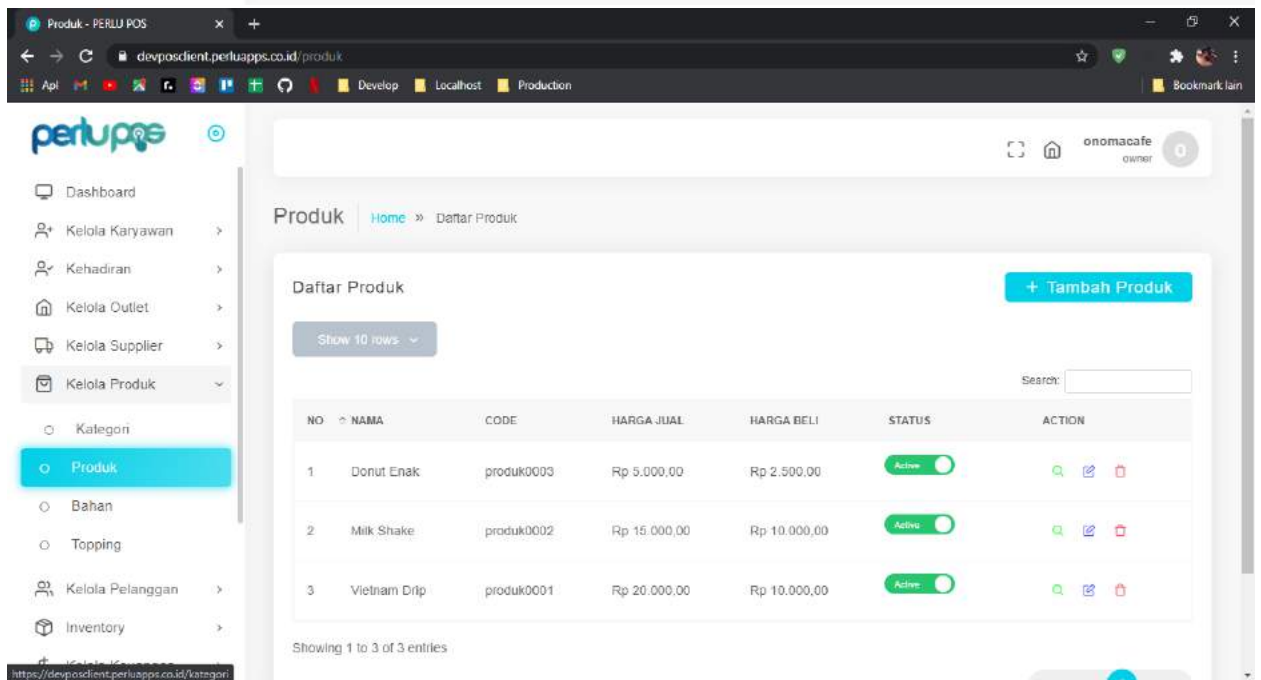 Produk - PERLU POS
devposclient.perluapps.co.id/produk
Apl
Develop
Localhost
Production
Bookmark lain
perlupos
onomacafe
owner
O
Dashboard
Kelola Karyawan
Kehadiran
Kelola Outlet
Kelola Supplier
Kelola Produk
Kategori
Produk
Bahan
Topping
Kelola Pelanggan
Inventory
https://devposclient.perluapps.co.id/kategori
Produk Home » Daftar Produk
Daftar Produk
+ Tambah Produk
Show 10 rows
Search:
NO NAMA CODE HARGA JUAL HARGA BELI STATUS ACTION
1 Donut Enak produk0003 Rp 5.000,00 Rp 2.500,00 Active
2 Milk Shake produk0002 Rp 15.000,00 Rp 10.000,00 Active
3 Vietnam Drip produk0001 Rp 20.000,00 Rp 10.000,00 Active
Showing 1 to 3 of 3 entries